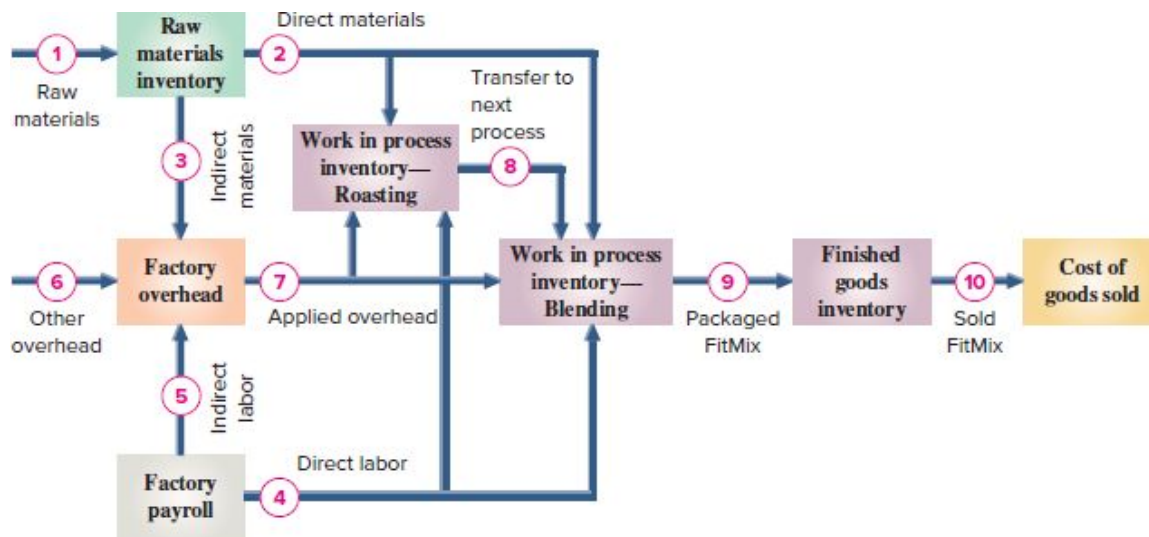 Raw
materials
inventory
Direct materials
1
2
Raw
materials
Transfer to
next
process
3
Indirect
materials
Work in process
inventory—
Roasting
8
Factory
overhead
Work in process
inventory—
Blending
Finished
goods
inventory
Cost of
goods sold
6
7
9
10
Other
overhead
Applied overhead
Packaged
FitMix
Sold
FitMix
5
Indirect
labor
Direct labor
Factory
payroll
4